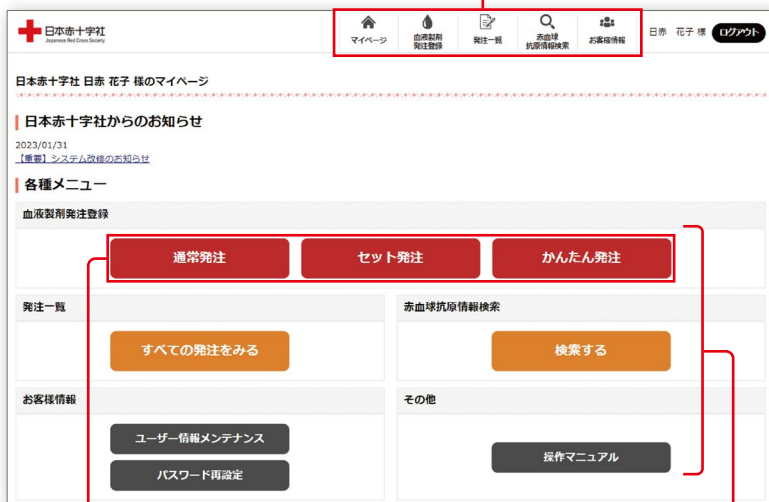 日本赤十字社
Japanese Red Cross Society
マイページ
血液製剤
発注登録
発注一覧
赤血球
抗原情報検索
お客様情報
日赤 花子 様
ログアウト
日本赤十字社 日赤 花子 様のマイページ
日本赤十字社からのお知らせ
2023/01/31
【重要】システム改修のお知らせ
各種メニュー
血液製剤発注登録
通常発注
セット発注
かんたん発注
発注一覧
赤血球抗原情報検索
すべての発注をみる
検索する
お客様情報
その他
ユーザー情報メンテナンス
操作マニュアル
パスワード再設定